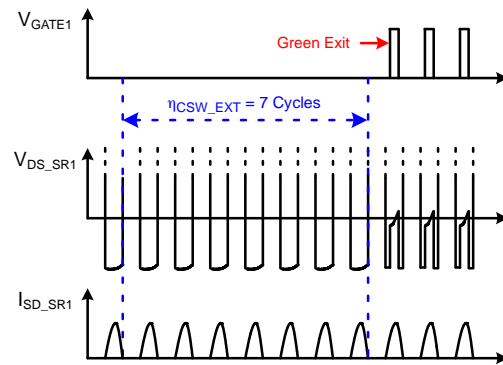 VGATE1
Green Exit
ηCSW_EXT = 7 Cycles
VDS_SR1
ISD_SR1